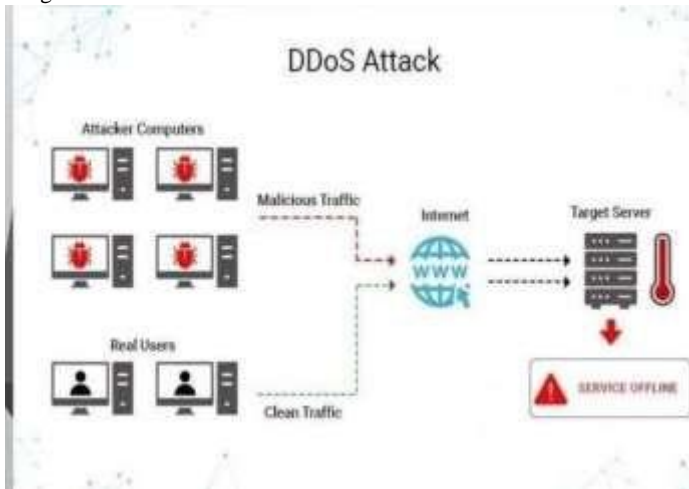 DDoS Attack
Attacker Computers
Malicious Traffic
Internet
Target Server
WWW
Real Users
SERVICE OFFLINE
Clean Traffic